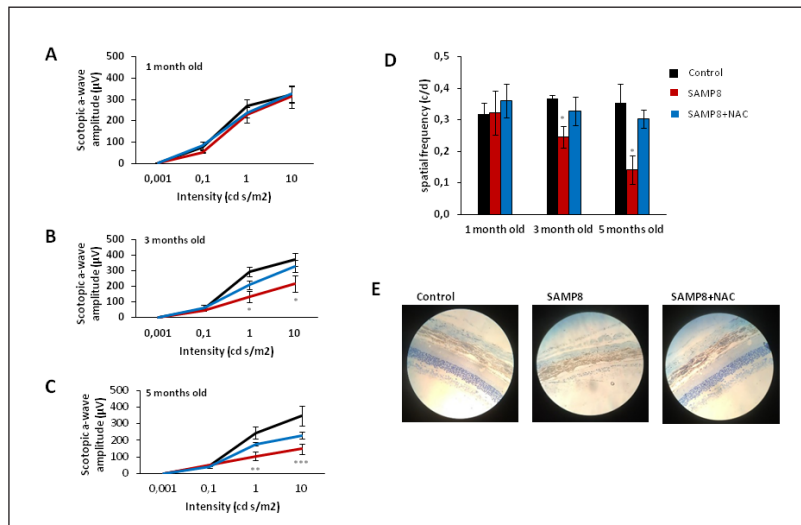 A
1 month old
Scotopic a-wave
amplitude (µV)
500
400
300
200
100
0
0,001
0,1
1
10
Intensity (cd s/m2)
B
3 months old
Scotopic a-wave
amplitude (µV)
500
400
300
200
100
0
0,001
0,1
1
10
*
*
Intensity (cd s/m2)
C
5 months old
Scotopic a-wave
amplitude (µV)
500
400
300
200
100
0
**
***
0,001
0,1
1
10
Intensity (cd s/m2)
D
spatial frequency (c/d)
0,5
0,4
0,3
0,2
0,1
0,0
*
*
1 month old
3 month old
5 months old
Control
SAMP8
SAMP8+NAC
E
Control
SAMP8
SAMP8+NAC